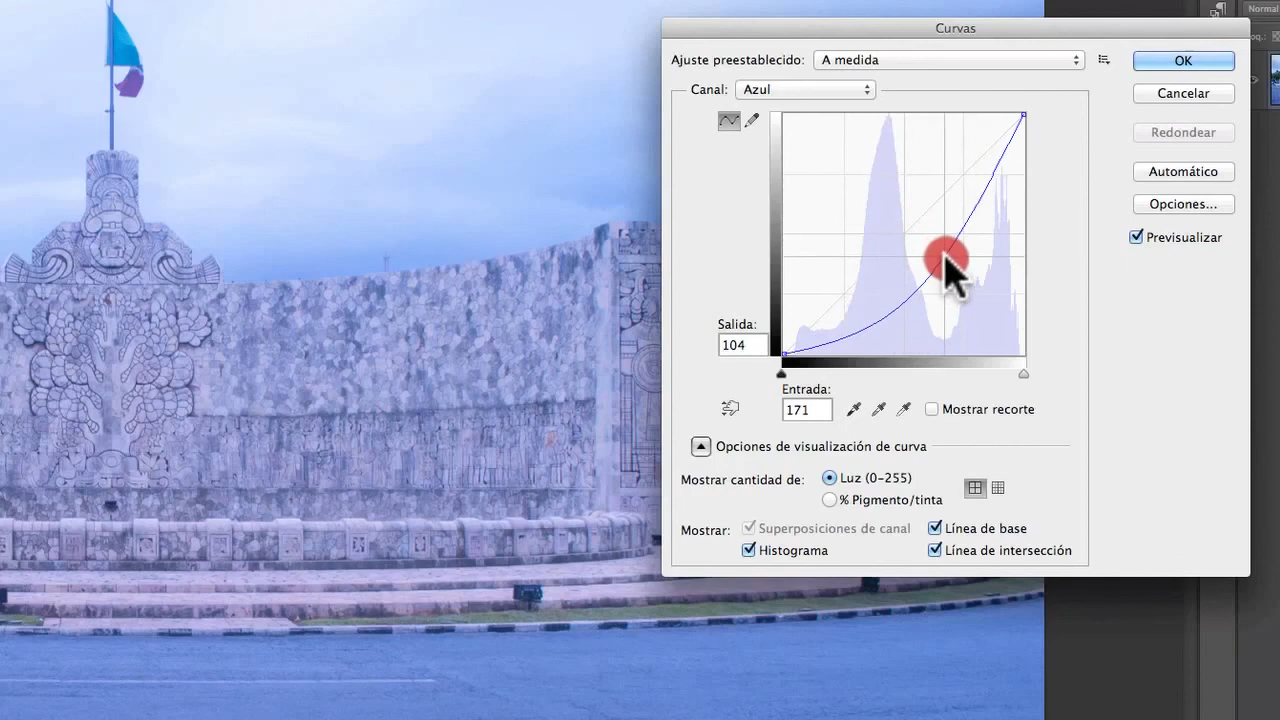 Normal
Curvas
Ajuste preestablecido: A medida
OK
Canal: Azul
Cancelar
Redondear
Automático
Opciones...
Previsualizar
Salida:
104
Entrada:
171
Mostrar recorte
Opciones de visualización de curva
Mostrar cantidad de: Luz (0-255)
% Pigmento/tinta
Mostrar: Superposiciones de canal Línea de base
Histograma Línea de intersección